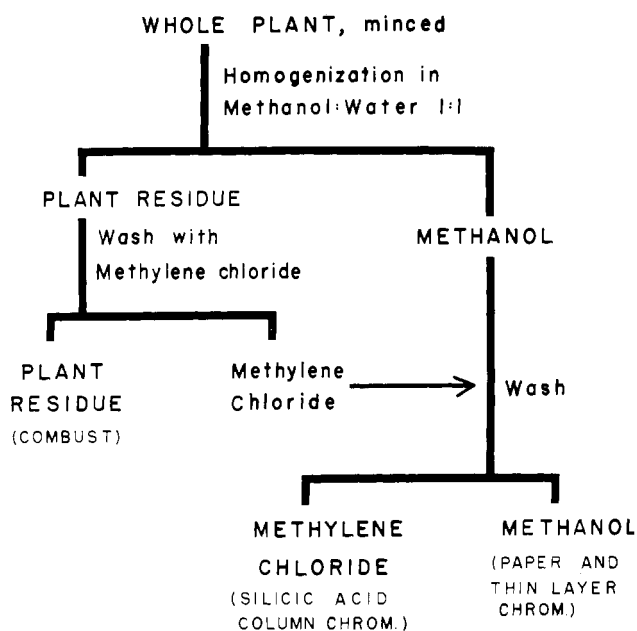 WHOLE PLANT, minced
Homogenization in
Methanol:Water 1:1
PLANT RESIDUE
Wash with
Methylene chloride
METHANOL
PLANT
RESIDUE
(COMBUST)
Methylene
Chloride
Wash
METHYLENE
CHLORIDE
(SILICIC ACID
COLUMN CHROM.)
METHANOL
(PAPER AND
THIN LAYER
CHROM.)